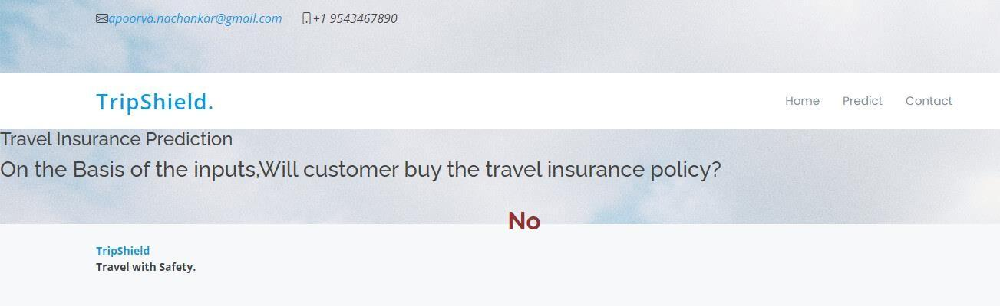 apoorva.nachankar@gmail.com +1 9543467890
TripShield. Home Predict Contact
Travel Insurance Prediction
On the Basis of the inputs,Will customer buy the travel insurance policy?
No
TripShield
Travel with Safety.